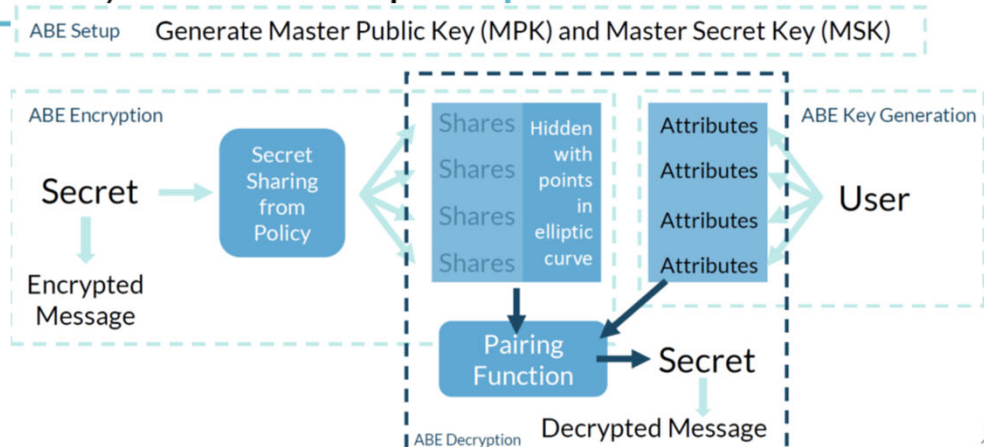 ABE Setup Generate Master Public Key (MPK) and Master Secret Key (MSK)
ABE Encryption
Secret
Encrypted
Message
Secret
Sharing
from
Policy
Shares
Shares
Shares
Shares
Hidden
with
points
in
elliptic
curve
Attributes
Attributes
Attributes
Attributes
ABE Key Generation
User
Pairing
Function
Secret
Decrypted Message
ABE Decryption